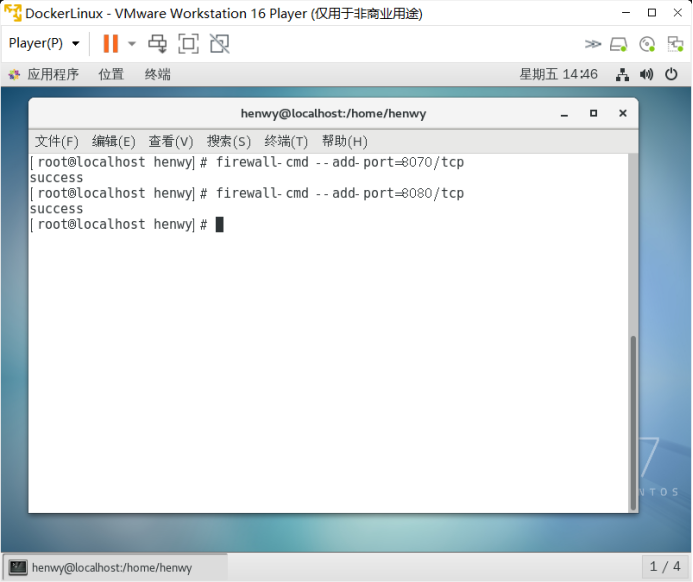 DockerLinux - VMware Workstation 16 Player (仅用于非商业用途)
Player(P)
应用程序 位置 终端 星期五 14:46
henwy@localhost:/home/henwy
文件(F) 编辑(E) 查看(V) 搜索(S) 终端(T) 帮助(H)
[root@localhost henwy]# firewall-cmd --add-port=8070/tcp
success
[root@localhost henwy]# firewall-cmd --add-port=8080/tcp
success
[root@localhost henwy]#
7
NTOS
henwy@localhost:/home/henwy
1 / 4